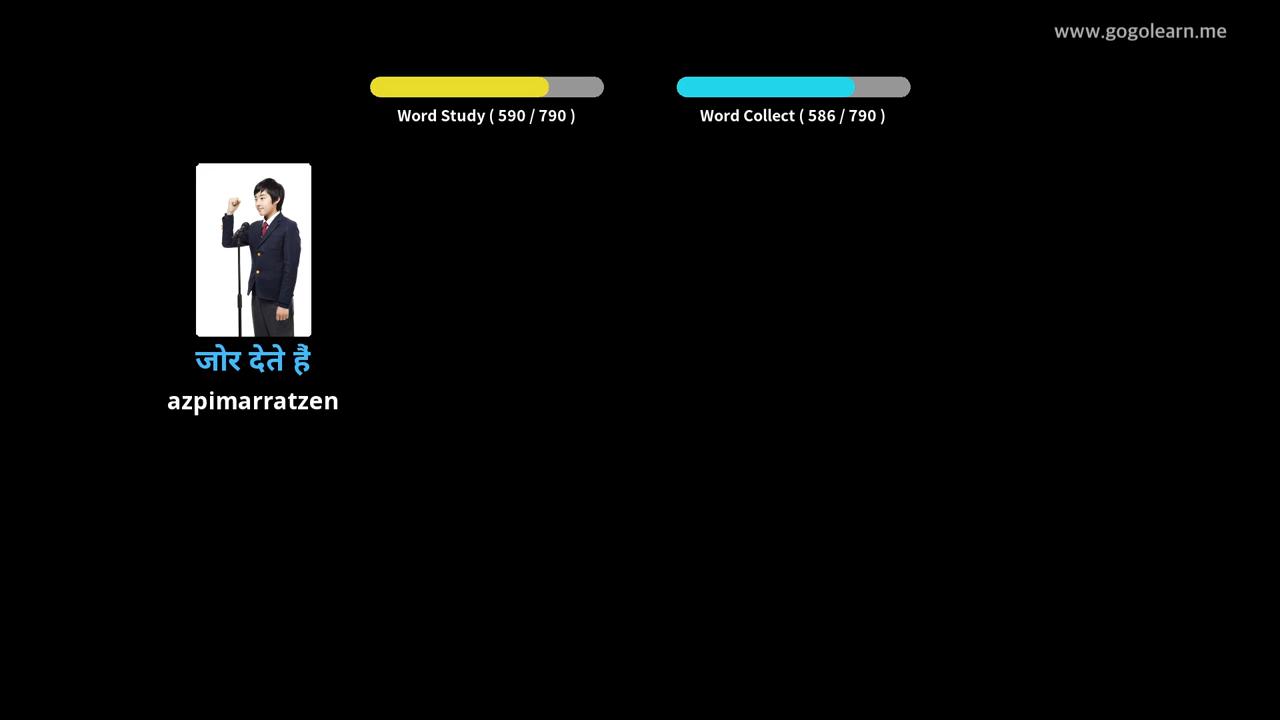 www.gogolearn.me
Word Study ( 590 / 790 )
Word Collect ( 586 / 790 )
जोर देते हैं
azpimarratzen